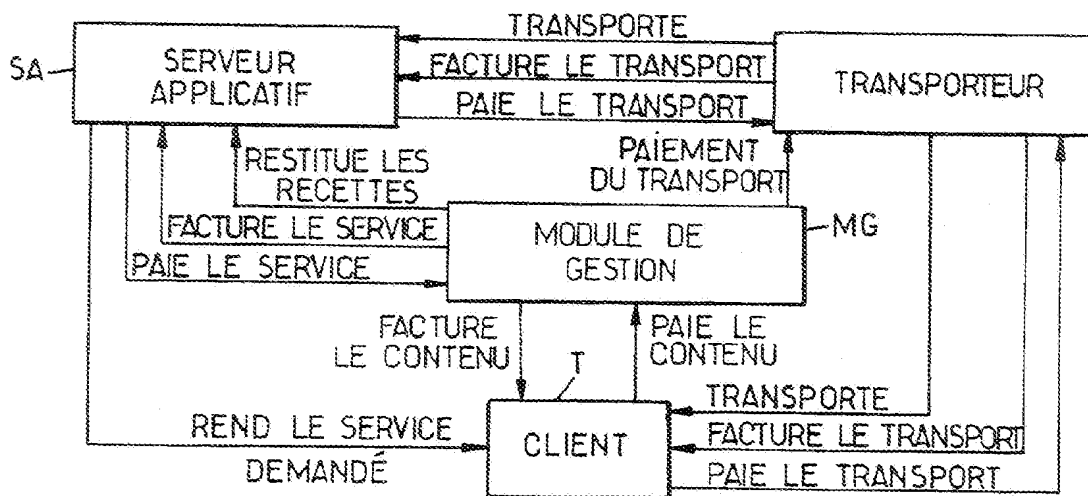 TRANSPORTE
SA
SERVEUR
APPLICATIF
FACTURE LE TRANSPORT
TRANSPORTEUR
PAIE LE TRANSPORT
RESTITUE LES
RECETTES
PAÍEMENT
DU TRANSPORT
FACTURE LE SERVICE
MODULE DE
GESTION
MG
PAIE LE SERVICE
FACTURE
LE CONTENU
PAIE LE
CONTENU
T
TRANSPORTE
REND LE SERVICE
DEMANDÉ
CLIENT
FACTURE LE TRANSPORT
PAIE LE TRANSPORT